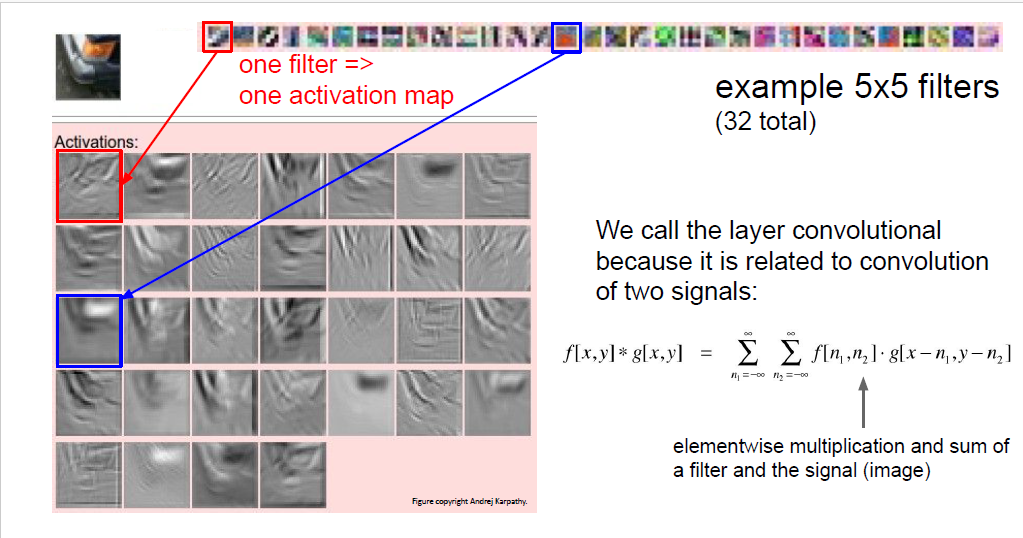 one filter =>
one activation map
example 5x5 filters
(32 total)
Activations:
We call the layer convolutional
because it is related to convolution
of two signals:
f[x,y] * g[x,y] = ∑_{n₁=−∞}^{∞} ∑_{n₂=−∞}^{∞} f[n₁,n₂]· g[x − n₁, y − n₂]
elementwise multiplication and sum of
a filter and the signal (image)
Figure copyright Andrej Karpathy.